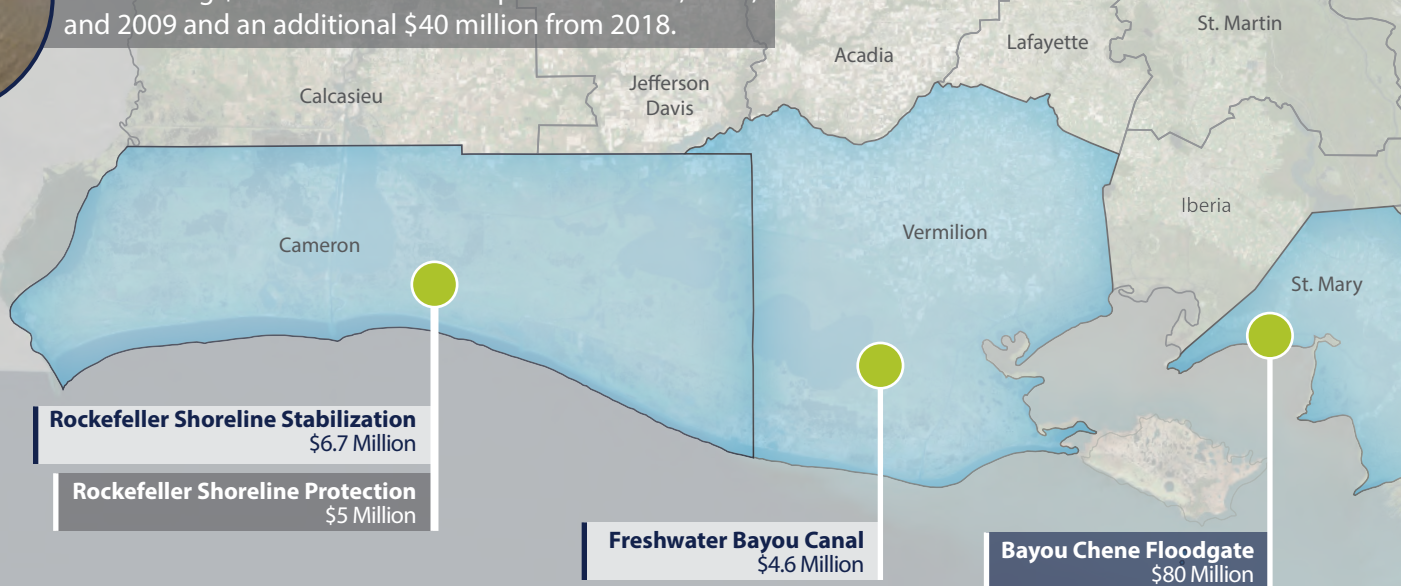 and 2009 and an additional $40 million from 2018.
St. Martin
Lafayette
Acadia
Jefferson
Davis
Calcasieu
Iberia
Vermilion
Cameron
St. Mary
Rockefeller Shoreline Stabilization
$6.7 Million
Rockefeller Shoreline Protection
$5 Million
Freshwater Bayou Canal
$4.6 Million
Bayou Chene Floodgate
$80 Million